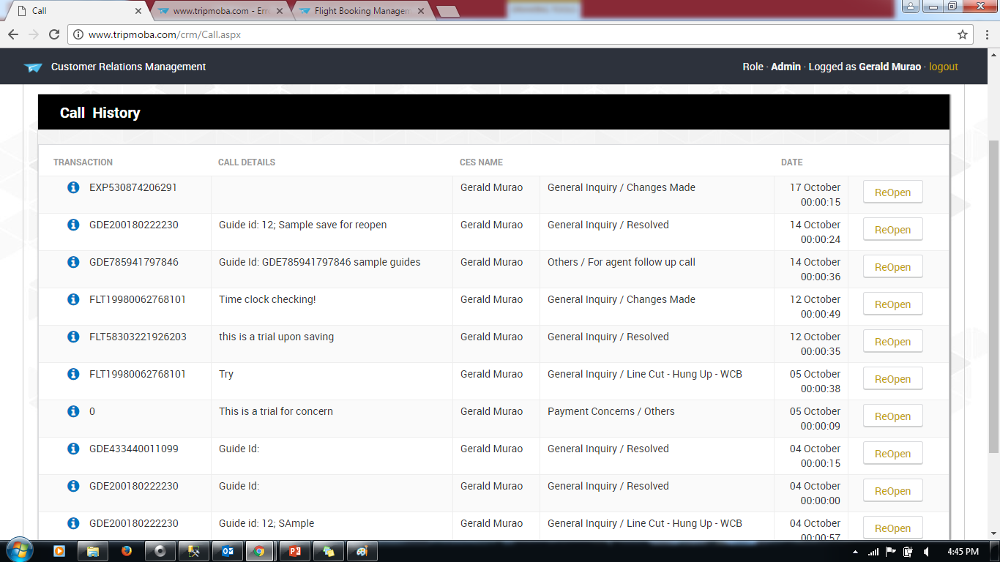 Call
www.tripmoba.com - Err
Flight Booking Managem
www.tripmoba.com/crm/Call.aspx
Customer Relations Management
Role · Admin · Logged as Gerald Murao · logout
Call History
TRANSACTION CALL DETAILS CES NAME DATE
EXP530874206291 Gerald Murao General Inquiry / Changes Made 17 October ReOpen
00:00:15
GDE200180222230 Guide id: 12; Sample save for reopen Gerald Murao General Inquiry / Resolved 14 October ReOpen
00:00:24
GDE785941797846 Guide Id: GDE785941797846 sample guides Gerald Murao Others / For agent follow up call 14 October ReOpen
00:00:36
FLT19980062768101 Time clock checking! Gerald Murao General Inquiry / Changes Made 12 October ReOpen
00:00:49
FLT58303221926203 this is a trial upon saving Gerald Murao General Inquiry / Resolved 12 October ReOpen
00:00:35
FLT19980062768101 Try Gerald Murao General Inquiry / Line Cut - Hung Up - WCB 05 October ReOpen
00:00:38
0 This is a trial for concern Gerald Murao Payment Concerns / Others 05 October ReOpen
00:00:09
GDE433440011099 Guide Id: Gerald Murao General Inquiry / Resolved 04 October ReOpen
00:00:15
GDE200180222230 Guide Id: Gerald Murao General Inquiry / Resolved 04 October ReOpen
00:00:00
GDE200180222230 Guide id: 12; SAmple Gerald Murao General Inquiry / Line Cut - Hung Up - WCB 04 October ReOpen
00:00:57
4:45 PM